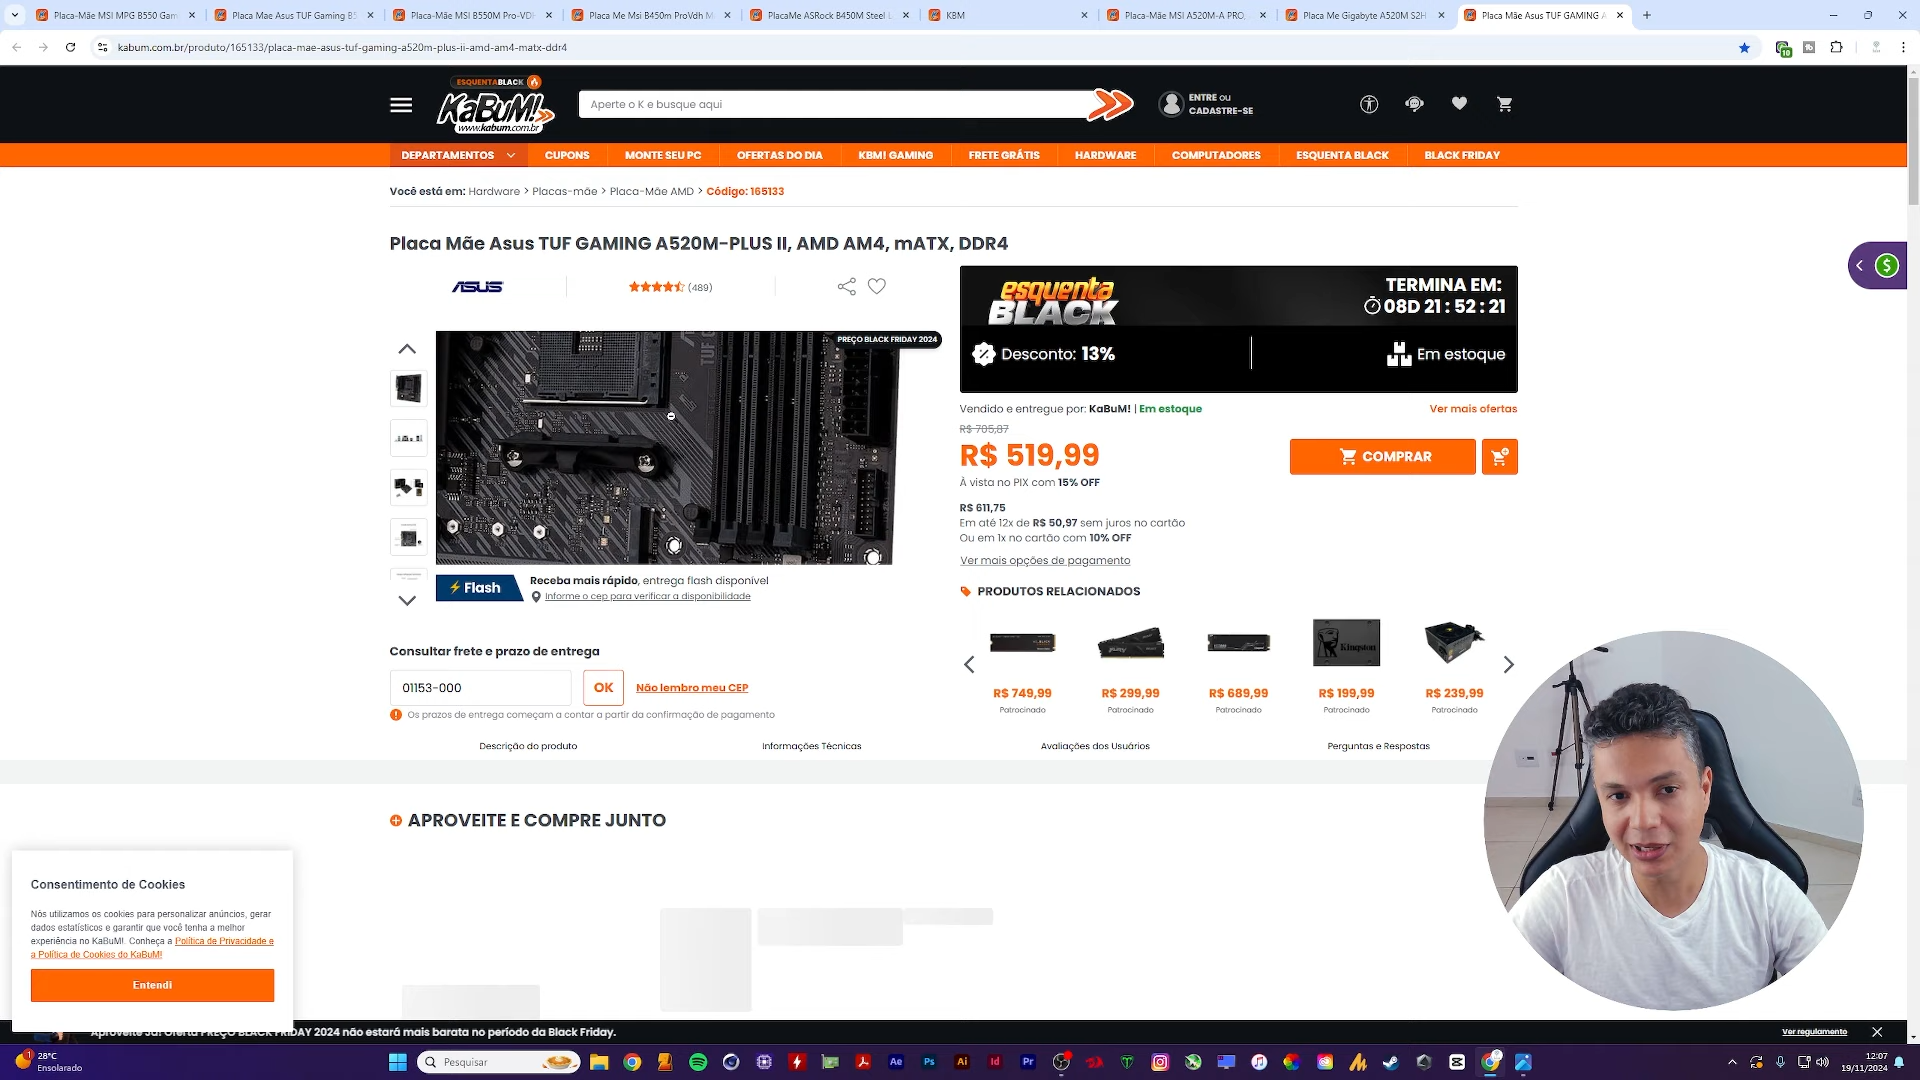 Placa-Mãe MSI MPG B550 Gam
Placa Mae Asus TUF Gaming B5
Placa-Mãe MSI B550M Pro-VDH
Placa Me Msi B450m ProVdh M
PlacaMe ASRock B450M Steel L
KBM
Placa-Mãe MSI A520M-A PRO,
Placa Me Gigabyte A520M S2H
Placa Mãe Asus TUF GAMING A
kabum.com.br/produto/165133/placa-mae-asus-tuf-gaming-a520m-plus-ii-amd-am4-matx-ddr4
10
ESQUENTABLACK
KaBuM!
www.kabum.com.br
Aperte o K e busque aqui
ENTRE ou
CADASTRE-SE
DEPARTAMENTOS
CUPONS
MONTE SEU PC
OFERTAS DO DIA
KBM! GAMING
FRETE GRÁTIS
HARDWARE
COMPUTADORES
ESQUENTA BLACK
BLACK FRIDAY
Você está em: Hardware > Placas-mãe > Placa-Mãe AMD > Código: 165133
Placa Mãe Asus TUF GAMING A520M-PLUS II, AMD AM4, mATX, DDR4
ASUS
(489)
PREÇO BLACK FRIDAY 2024
TUF G
esquenta
BLACK
TERMINA EM:
08D 21 : 52 : 21
Desconto: 13%
Em estoque
Vendido e entregue por: KaBuM! | Em estoque
Ver mais ofertas
R$ 705,87
R$ 519,99
COMPRAR
À vista no PIX com 15% OFF
R$ 611,75
Em até 12x de R$ 50,97 sem juros no cartão
Ou em 1x no cartão com 10% OFF
Ver mais opções de pagamento
Flash
Receba mais rápido, entrega flash disponível
Informe o cep para verificar a disponibilidade
PRODUTOS RELACIONADOS
FURY
Kingston
R$ 749,99
R$ 299,99
R$ 689,99
R$ 199,99
R$ 239,99
Patrocinado
Patrocinado
Patrocinado
Patrocinado
Patrocinado
Consultar frete e prazo de entrega
01153-000
OK
Não lembro meu CEP
Os prazos de entrega começam a contar a partir da confirmação de pagamento
Descrição do produto
Informações Técnicas
Avaliações dos Usuários
Perguntas e Respostas
APROVEITE E COMPRE JUNTO
Consentimento de Cookies
Nós utilizamos os cookies para personalizar anúncios, gerar
dados estatísticos e garantir que você tenha a melhor
experiência no KaBuM!. Conheça a Política de Privacidade e
a Política de Cookies do KaBuM!
Entendi
Aproveite Já! Oferta PREÇO BLACK FRIDAY 2024 não estará mais barata no período da Black Friday.
Ver regulamento
1
28°C
Ensolarado
Pesquisar
Ae
Ps
Ai
Id
Pr
12:07
19/11/2024